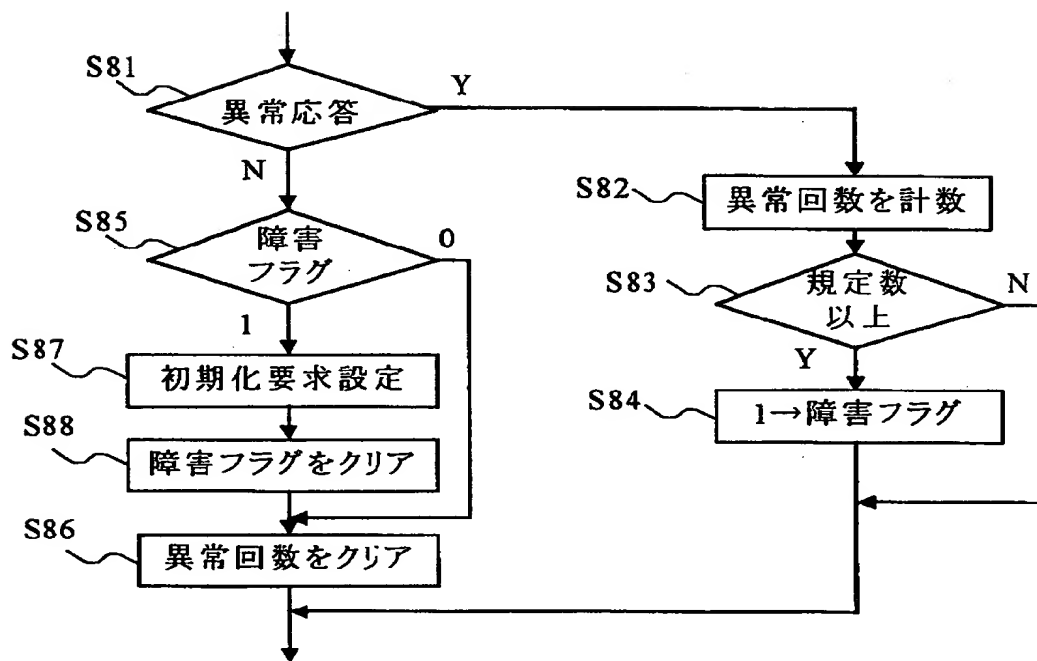 S81
異常応答
Y
N
S82
異常回数を計数
S85
障害
フラグ
0
S83
規定数
以上
N
1
Y
S87
初期化要求設定
S84
1→障害フラグ
S88
障害フラグをクリア
S86
異常回数をクリア